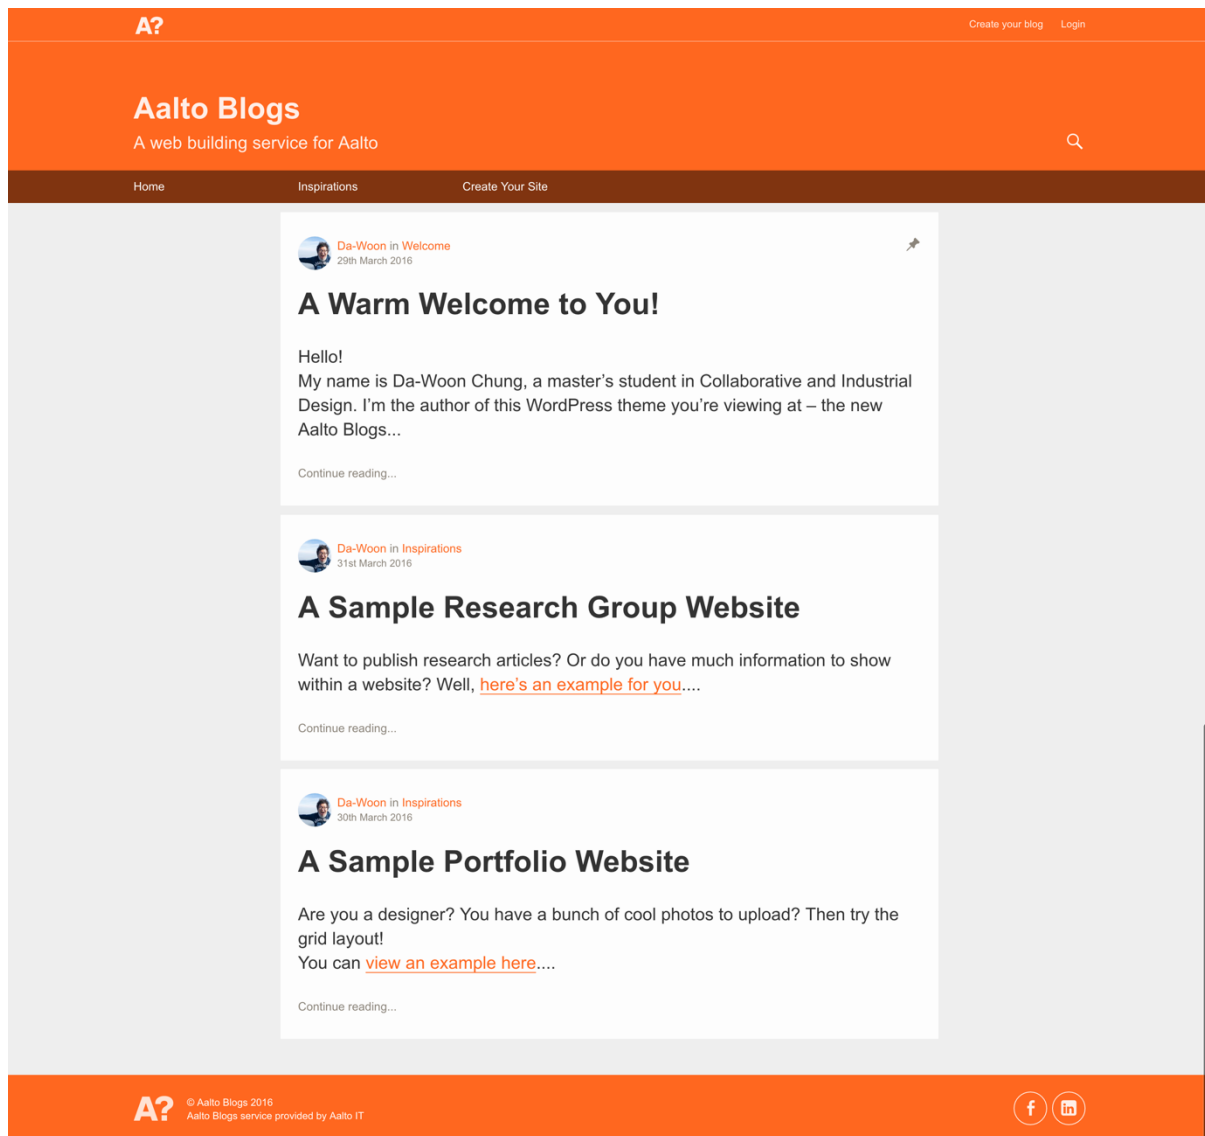 A?
Create your blog Login
Aalto Blogs
A web building service for Aalto
Home Inspirations Create Your Site
Da-Woon in Welcome
29th March 2016
A Warm Welcome to You!
Hello!
My name is Da-Woon Chung, a master’s student in Collaborative and Industrial
Design. I’m the author of this WordPress theme you’re viewing at – the new
Aalto Blogs...
Continue reading...
Da-Woon in Inspirations
31st March 2016
A Sample Research Group Website
Want to publish research articles? Or do you have much information to show
within a website? Well, here’s an example for you....
Continue reading...
Da-Woon in Inspirations
30th March 2016
A Sample Portfolio Website
Are you a designer? You have a bunch of cool photos to upload? Then try the
grid layout!
You can view an example here....
Continue reading...
A?
© Aalto Blogs 2016
Aalto Blogs service provided by Aalto IT
f in